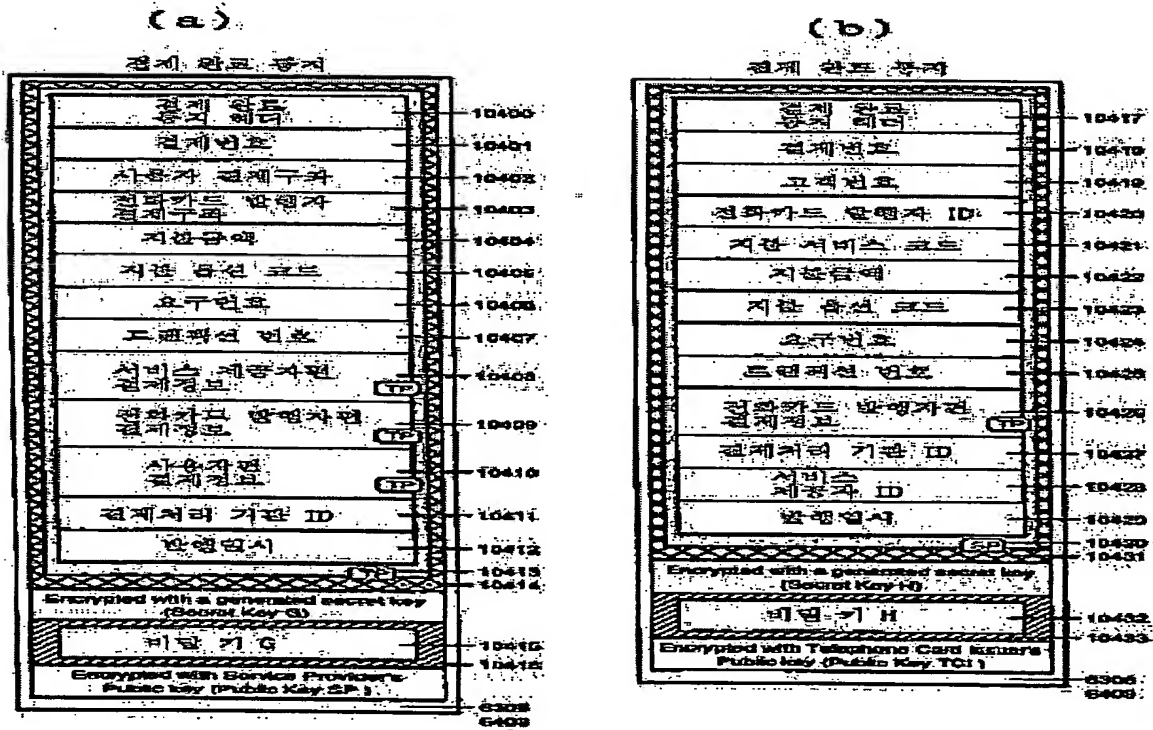 (a)
결제 완료 통지
결제 완료
통지 헤더
10400
결제번호
10401
사용자 결제구좌
10402
전화카드 발행자
결제구좌
10403
지불금액
10404
지불 옵션 코드
10405
요구번호
10406
트랜잭션 번호
10407
서비스 제공자편
결제정보
TP
10408
전화카드 발행자편
결제정보
TP
10409
사용자편
결제정보
TP
10410
결제처리 기관 ID
10411
발행일시
10412
SP
10413
10414
Encrypted with a generated secret key
(Secret Key G)
비밀 키 G
10415
10416
Encrypted with Service Provider's
Public key (Public Key SP)
(b)
결제 완료 통지
결제 완료
통지 헤더
10417
결제번호
10418
고객번호
10419
전화카드 발행자 ID
10420
지불 서비스 코드
10421
지불금액
10422
지불 옵션 코드
10423
요구번호
10424
트랜잭션 번호
10425
전화카드 발행자편
결제정보
TP
10426
결제처리 기관 ID
10427
서비스
제공자 ID
10428
발행일시
10429
SP
10430
10431
Encrypted with a generated secret key
(Secret Key H)
비밀 키 H
10432
10433
Encrypted with Telephone Card Issuer's
Public key (Public Key TCI)